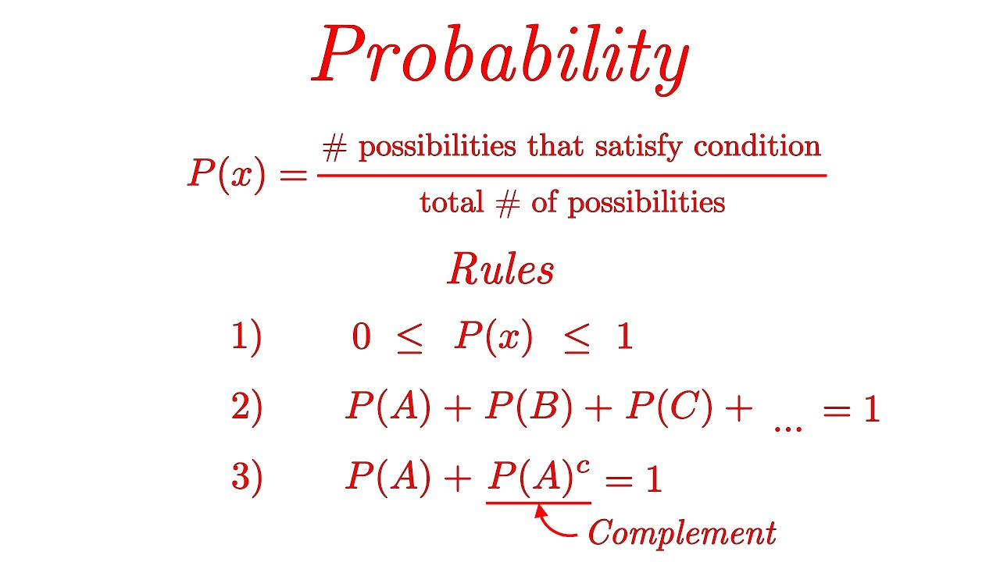 Probability
P(x) = # possibilities that satisfy condition / total # of possibilities
Rules
1) 0 ≤ P(x) ≤ 1
2) P(A) + P(B) + P(C) + ... = 1
3) P(A) + P(A)^c = 1
Complement